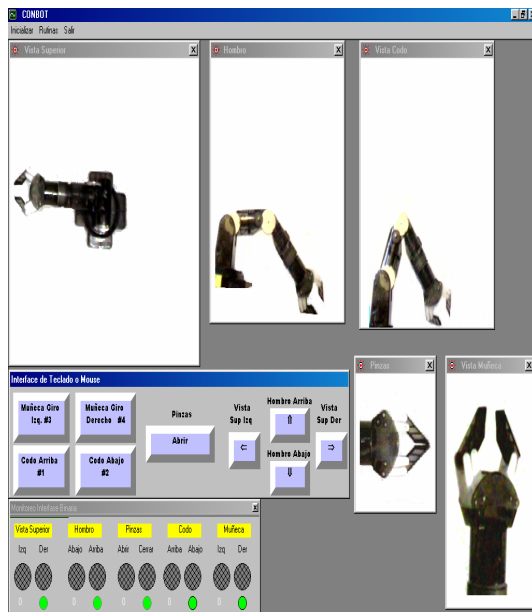 CONBOT
Inicializar Rutinas Salir
Vista Superior
Hombro
Vista Codo
Interface de Teclado o Mouse
Muñeca Giro
Izq. #3
Muñeca Giro
Derecho #4
Codo Arriba
#1
Codo Abajo
#2
Pinzas
Abrir
Vista
Sup Izq
Hombro Arriba
Hombro Abajo
Vista
Sup Der
Pinzas
Vista Muñeca
Monitoreo Interface Binaria
Vista Superior Hombro Pinzas Codo Muñeca
Izq Der Abajo Arriba Abrir Cerrar Arriba Abajo Izq Der
0 0 0 0 0